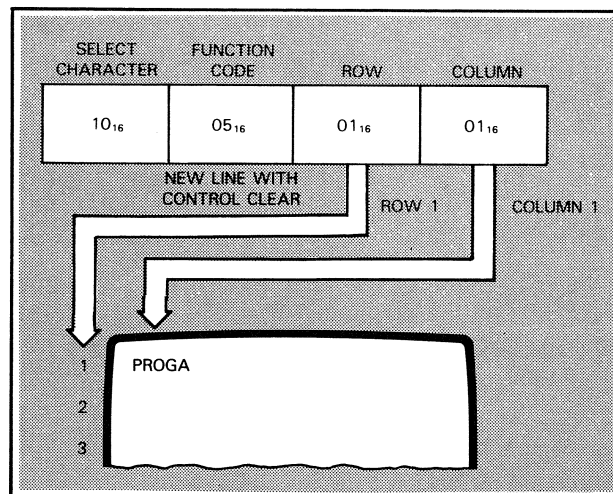 SELECT CHARACTER FUNCTION CODE ROW COLUMN
10₁₆ 05₁₆ 01₁₆ 01₁₆
NEW LINE WITH
CONTROL CLEAR
ROW 1 COLUMN 1
1 PROGA
2
3